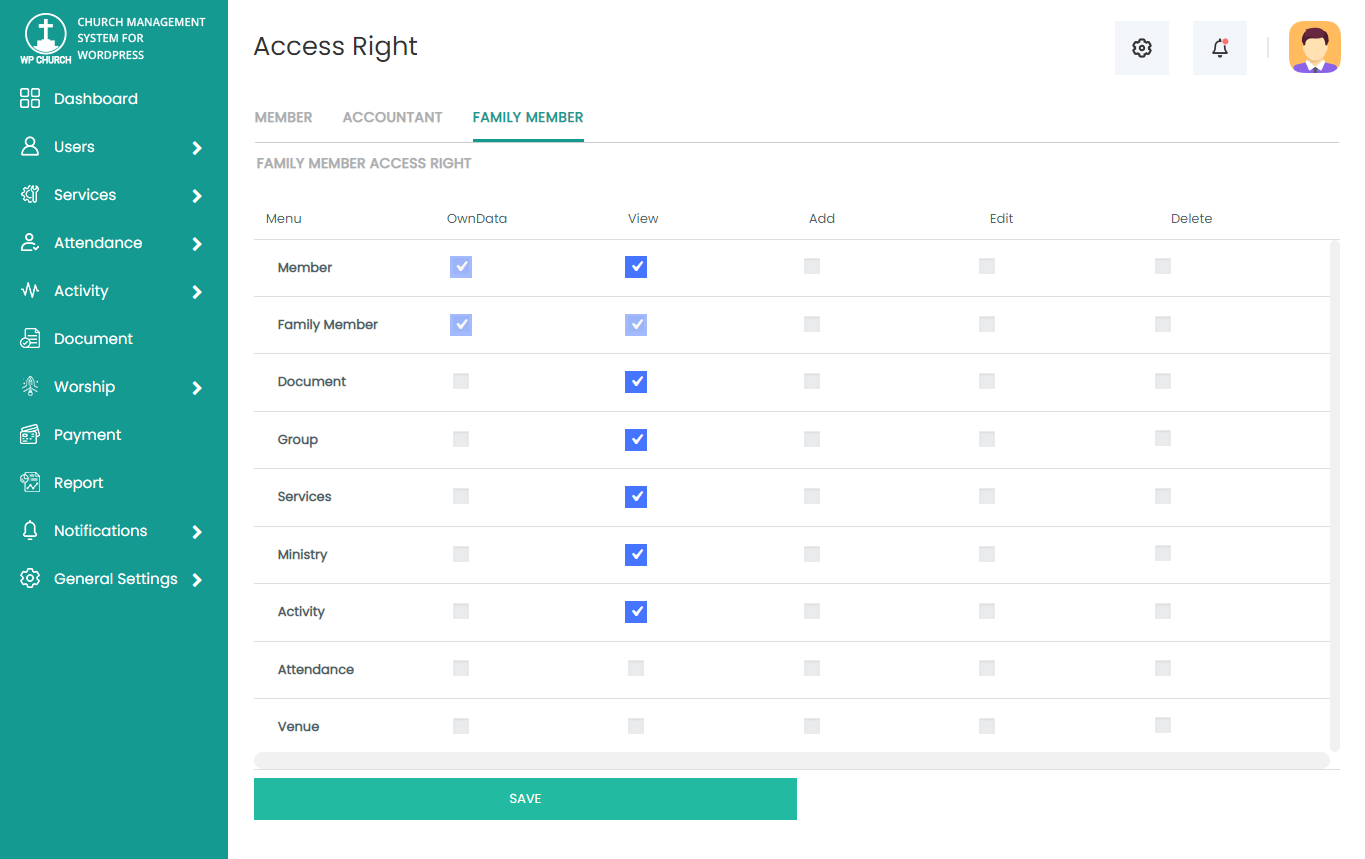 CHURCH MANAGEMENT
SYSTEM FOR
WORDPRESS
WP CHURCH
Dashboard
Users
Services
Attendance
Activity
Document
Worship
Payment
Report
Notifications
General Settings
Access Right
MEMBER ACCOUNTANT FAMILY MEMBER
FAMILY MEMBER ACCESS RIGHT
Menu OwnData View Add Edit Delete
Member
Family Member
Document
Group
Services
Ministry
Activity
Attendance
Venue
SAVE